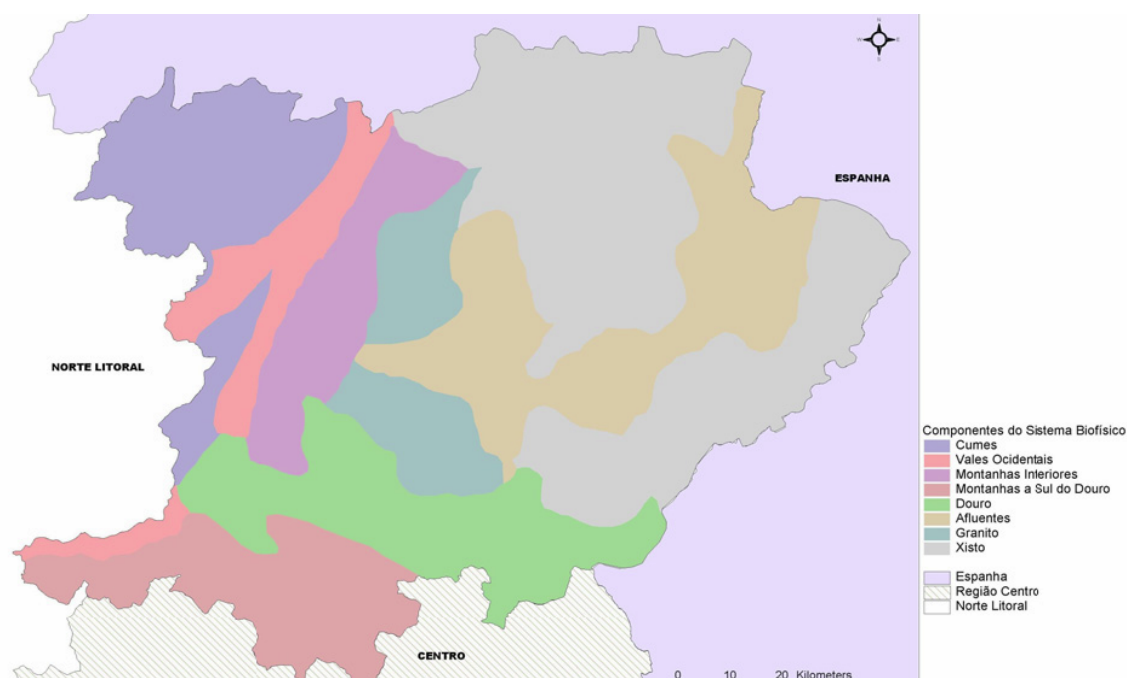 N
E
S
ESPANHA
NORTE LITORAL
CENTRO
0 10 20 Kilometers
Componentes do Sistema Biofísico
Cumes
Vales Ocidentais
Montanhas Interiores
Montanhas a Sul do Douro
Douro
Afluentes
Granito
Xisto
Espanha
Região Centro
Norte Litoral